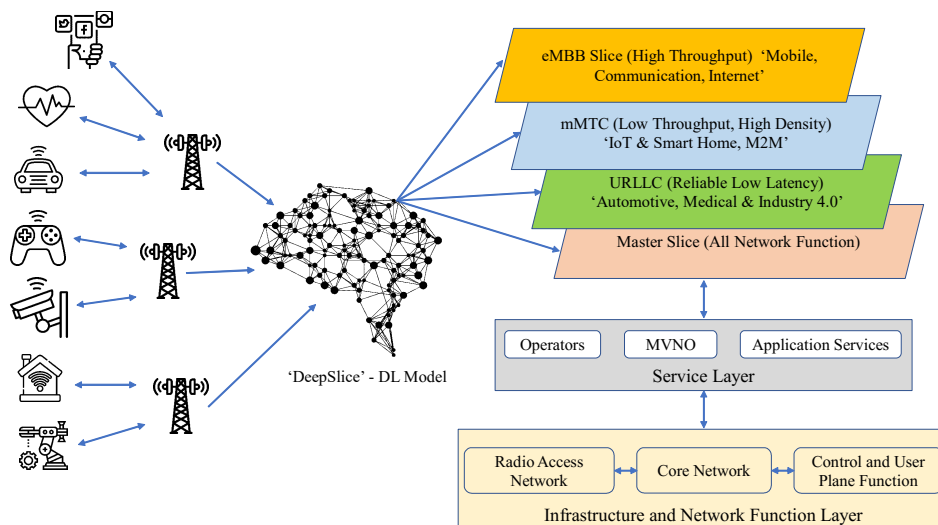 eMBB Slice (High Throughput) ‘Mobile,
Communication, Internet’
mMTC (Low Throughput, High Density)
‘IoT & Smart Home, M2M’
URLLC (Reliable Low Latency)
‘Automotive, Medical & Industry 4.0’
Master Slice (All Network Function)
‘DeepSlice’ - DL Model
Operators
MVNO
Application Services
Service Layer
Radio Access
Network
Core Network
Control and User
Plane Function
Infrastructure and Network Function Layer